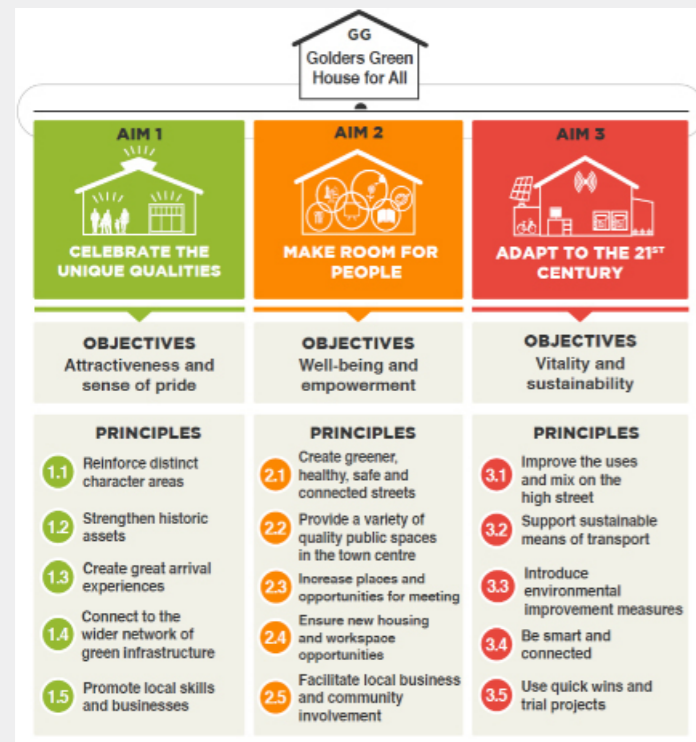 GG
Golders Green
House for All
AIM 1
CELEBRATE THE
UNIQUE QUALITIES
OBJECTIVES
Attractiveness and
sense of pride
PRINCIPLES
1.1 Reinforce distinct
character areas
1.2 Strengthen historic
assets
1.3 Create great arrival
experiences
1.4 Connect to the
wider network of
green infrastructure
1.5 Promote local skills
and businesses
AIM 2
MAKE ROOM FOR
PEOPLE
OBJECTIVES
Well-being and
empowerment
PRINCIPLES
2.1 Create greener,
healthy, safe and
connected streets
2.2 Provide a variety of
quality public spaces
in the town centre
2.3 Increase places and
opportunities for meeting
2.4 Ensure new housing
and workspace
opportunities
2.5 Facilitate local business
and community
involvement
AIM 3
ADAPT TO THE 21ST
CENTURY
OBJECTIVES
Vitality and
sustainability
PRINCIPLES
3.1 Improve the uses
and mix on the
high street
3.2 Support sustainable
means of transport
3.3 Introduce
environmental
improvement measures
3.4 Be smart and
connected
3.5 Use quick wins and
trial projects